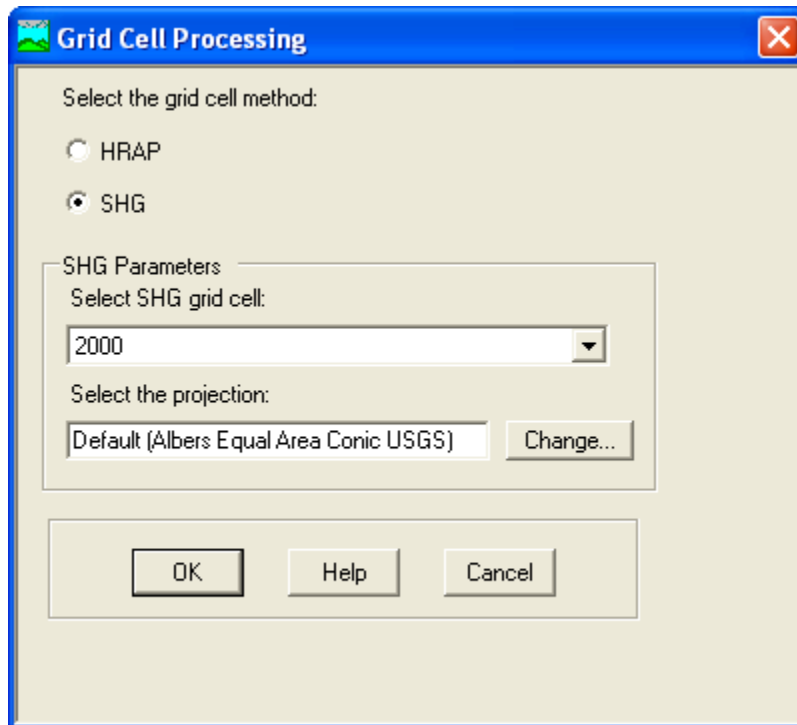 Grid Cell Processing
Select the grid cell method:
HRAP
SHG
SHG Parameters
Select SHG grid cell:
2000
Select the projection:
Default (Albers Equal Area Conic USGS)
Change...
OK
Help
Cancel